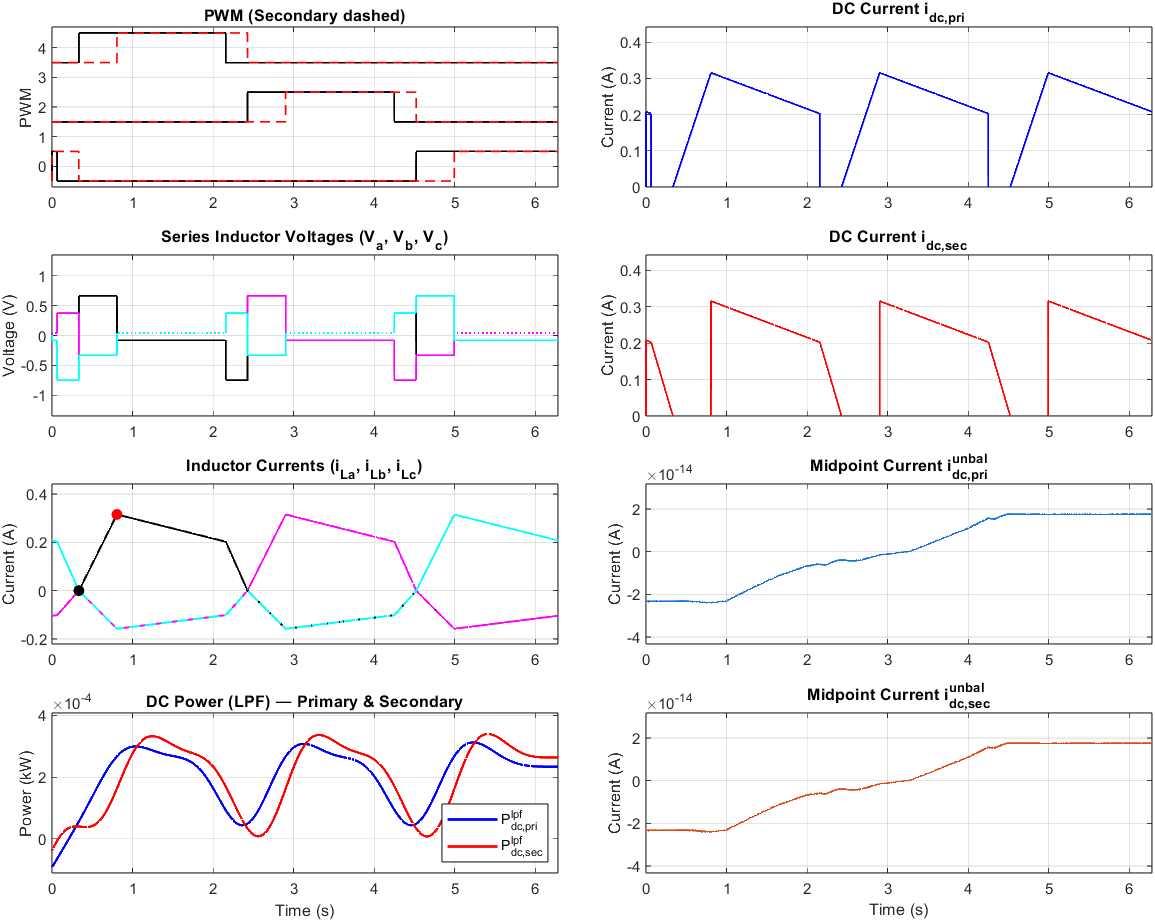 PWM (Secondary dashed)
4
3
2
1
0
PWM
0 1 2 3 4 5 6
DC Current i_dc,pri
0.4
0.3
0.2
0.1
0
Current (A)
0 1 2 3 4 5 6
Series Inductor Voltages (V_a, V_b, V_c)
1
0.5
0
-0.5
-1
Voltage (V)
0 1 2 3 4 5 6
DC Current i_dc,sec
0.4
0.3
0.2
0.1
0
Current (A)
0 1 2 3 4 5 6
Inductor Currents (i_La, i_Lb, i_Lc)
0.4
0.2
0
-0.2
Current (A)
0 1 2 3 4 5 6
Midpoint Current i^unbal_dc,pri
×10^-14
2
0
-2
-4
Current (A)
0 1 2 3 4 5 6
DC Power (LPF) — Primary & Secondary
×10^-4
4
2
0
Power (kW)
P^lpf_dc,pri
P^lpf_dc,sec
0 1 2 3 4 5 6
Time (s)
Midpoint Current i^unbal_dc,sec
×10^-14
2
0
-2
-4
Current (A)
0 1 2 3 4 5 6
Time (s)